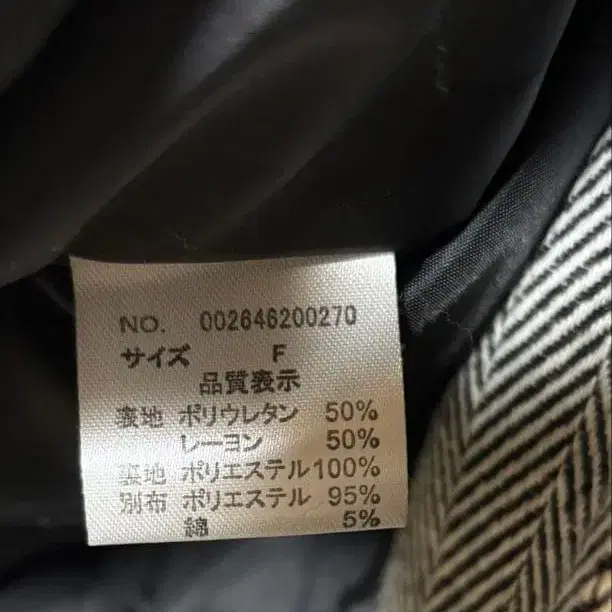 NO. 002646200270
サイズ F
品質表示
表地 ポリウレタン 50%
レーヨン 50%
裏地 ポリエステル100%
別布 ポリエステル 95%
綿 5%